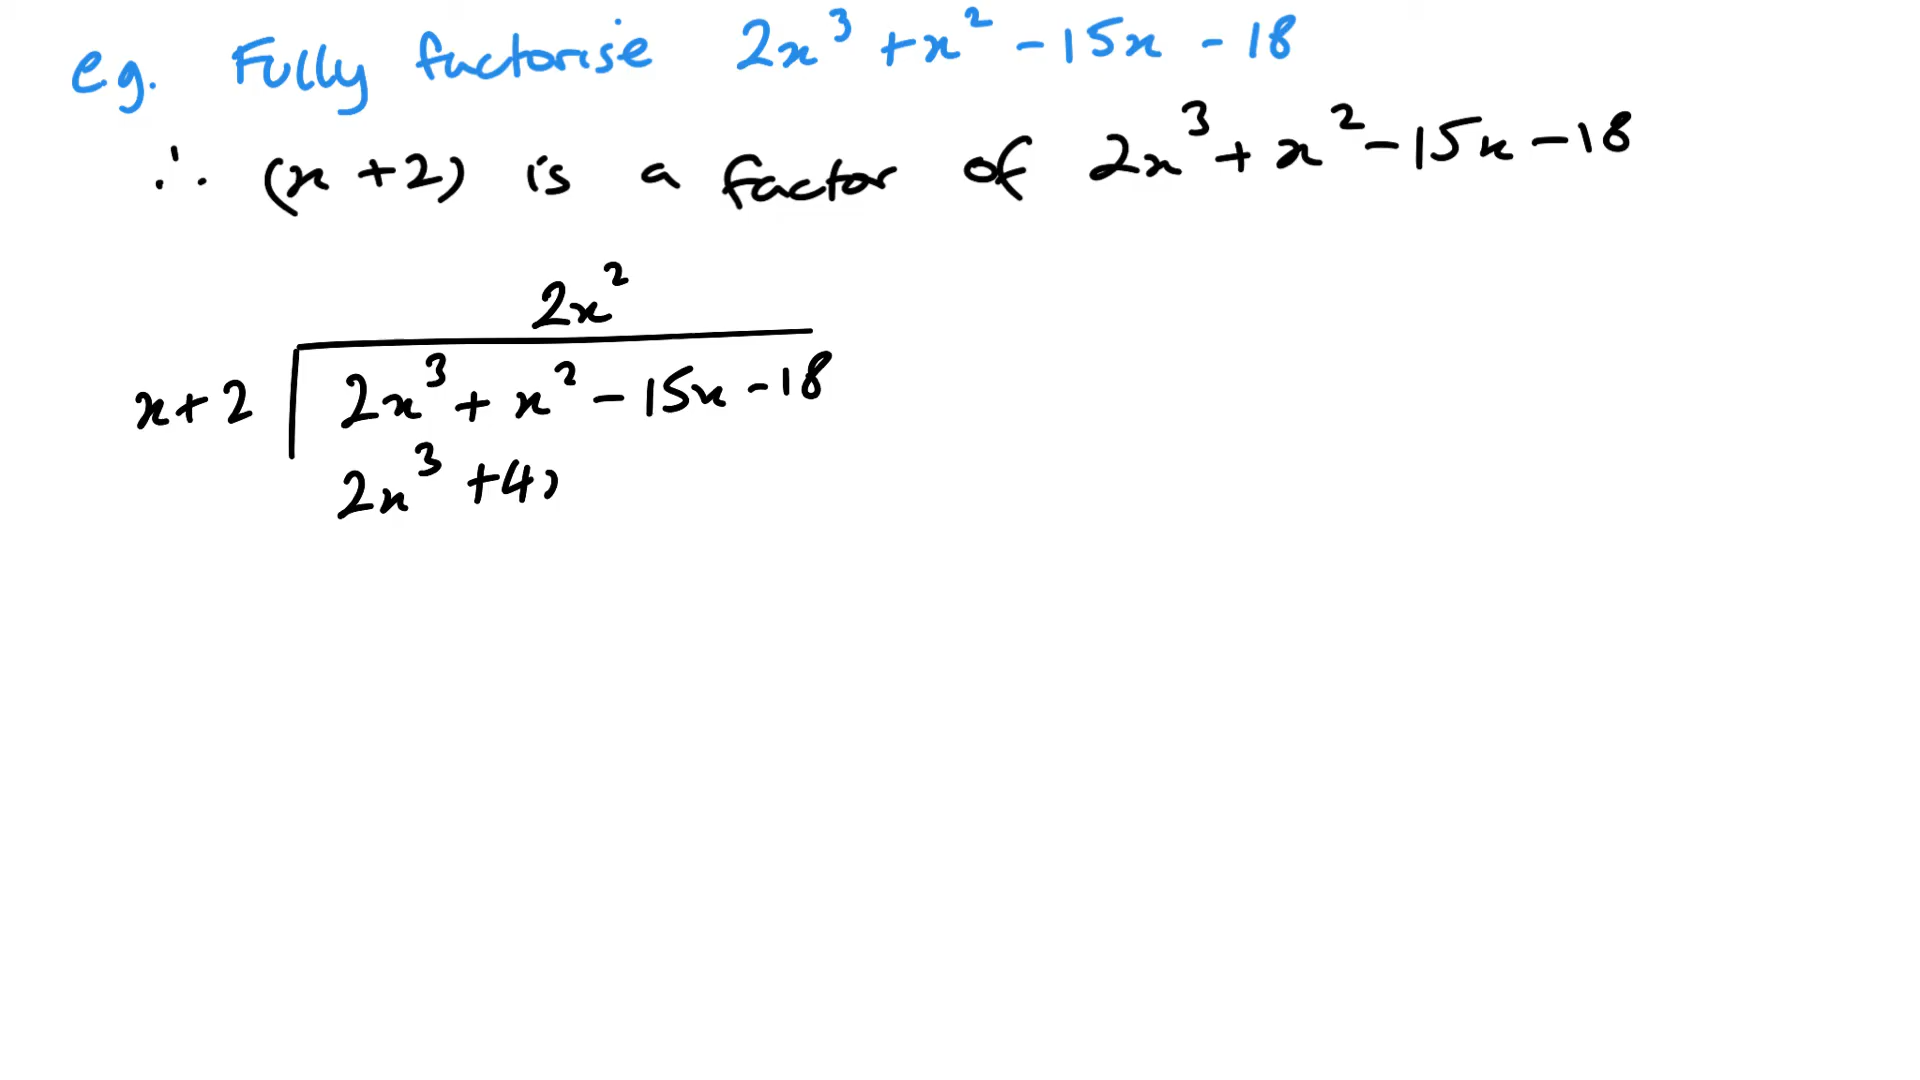 e.g. Fully factorise 2x³ + x² - 15x - 18
∴ (x + 2) is a factor of 2x³ + x² - 15x - 18
2x²
x + 2 2x³ + x² - 15x - 18
2x³ + 4